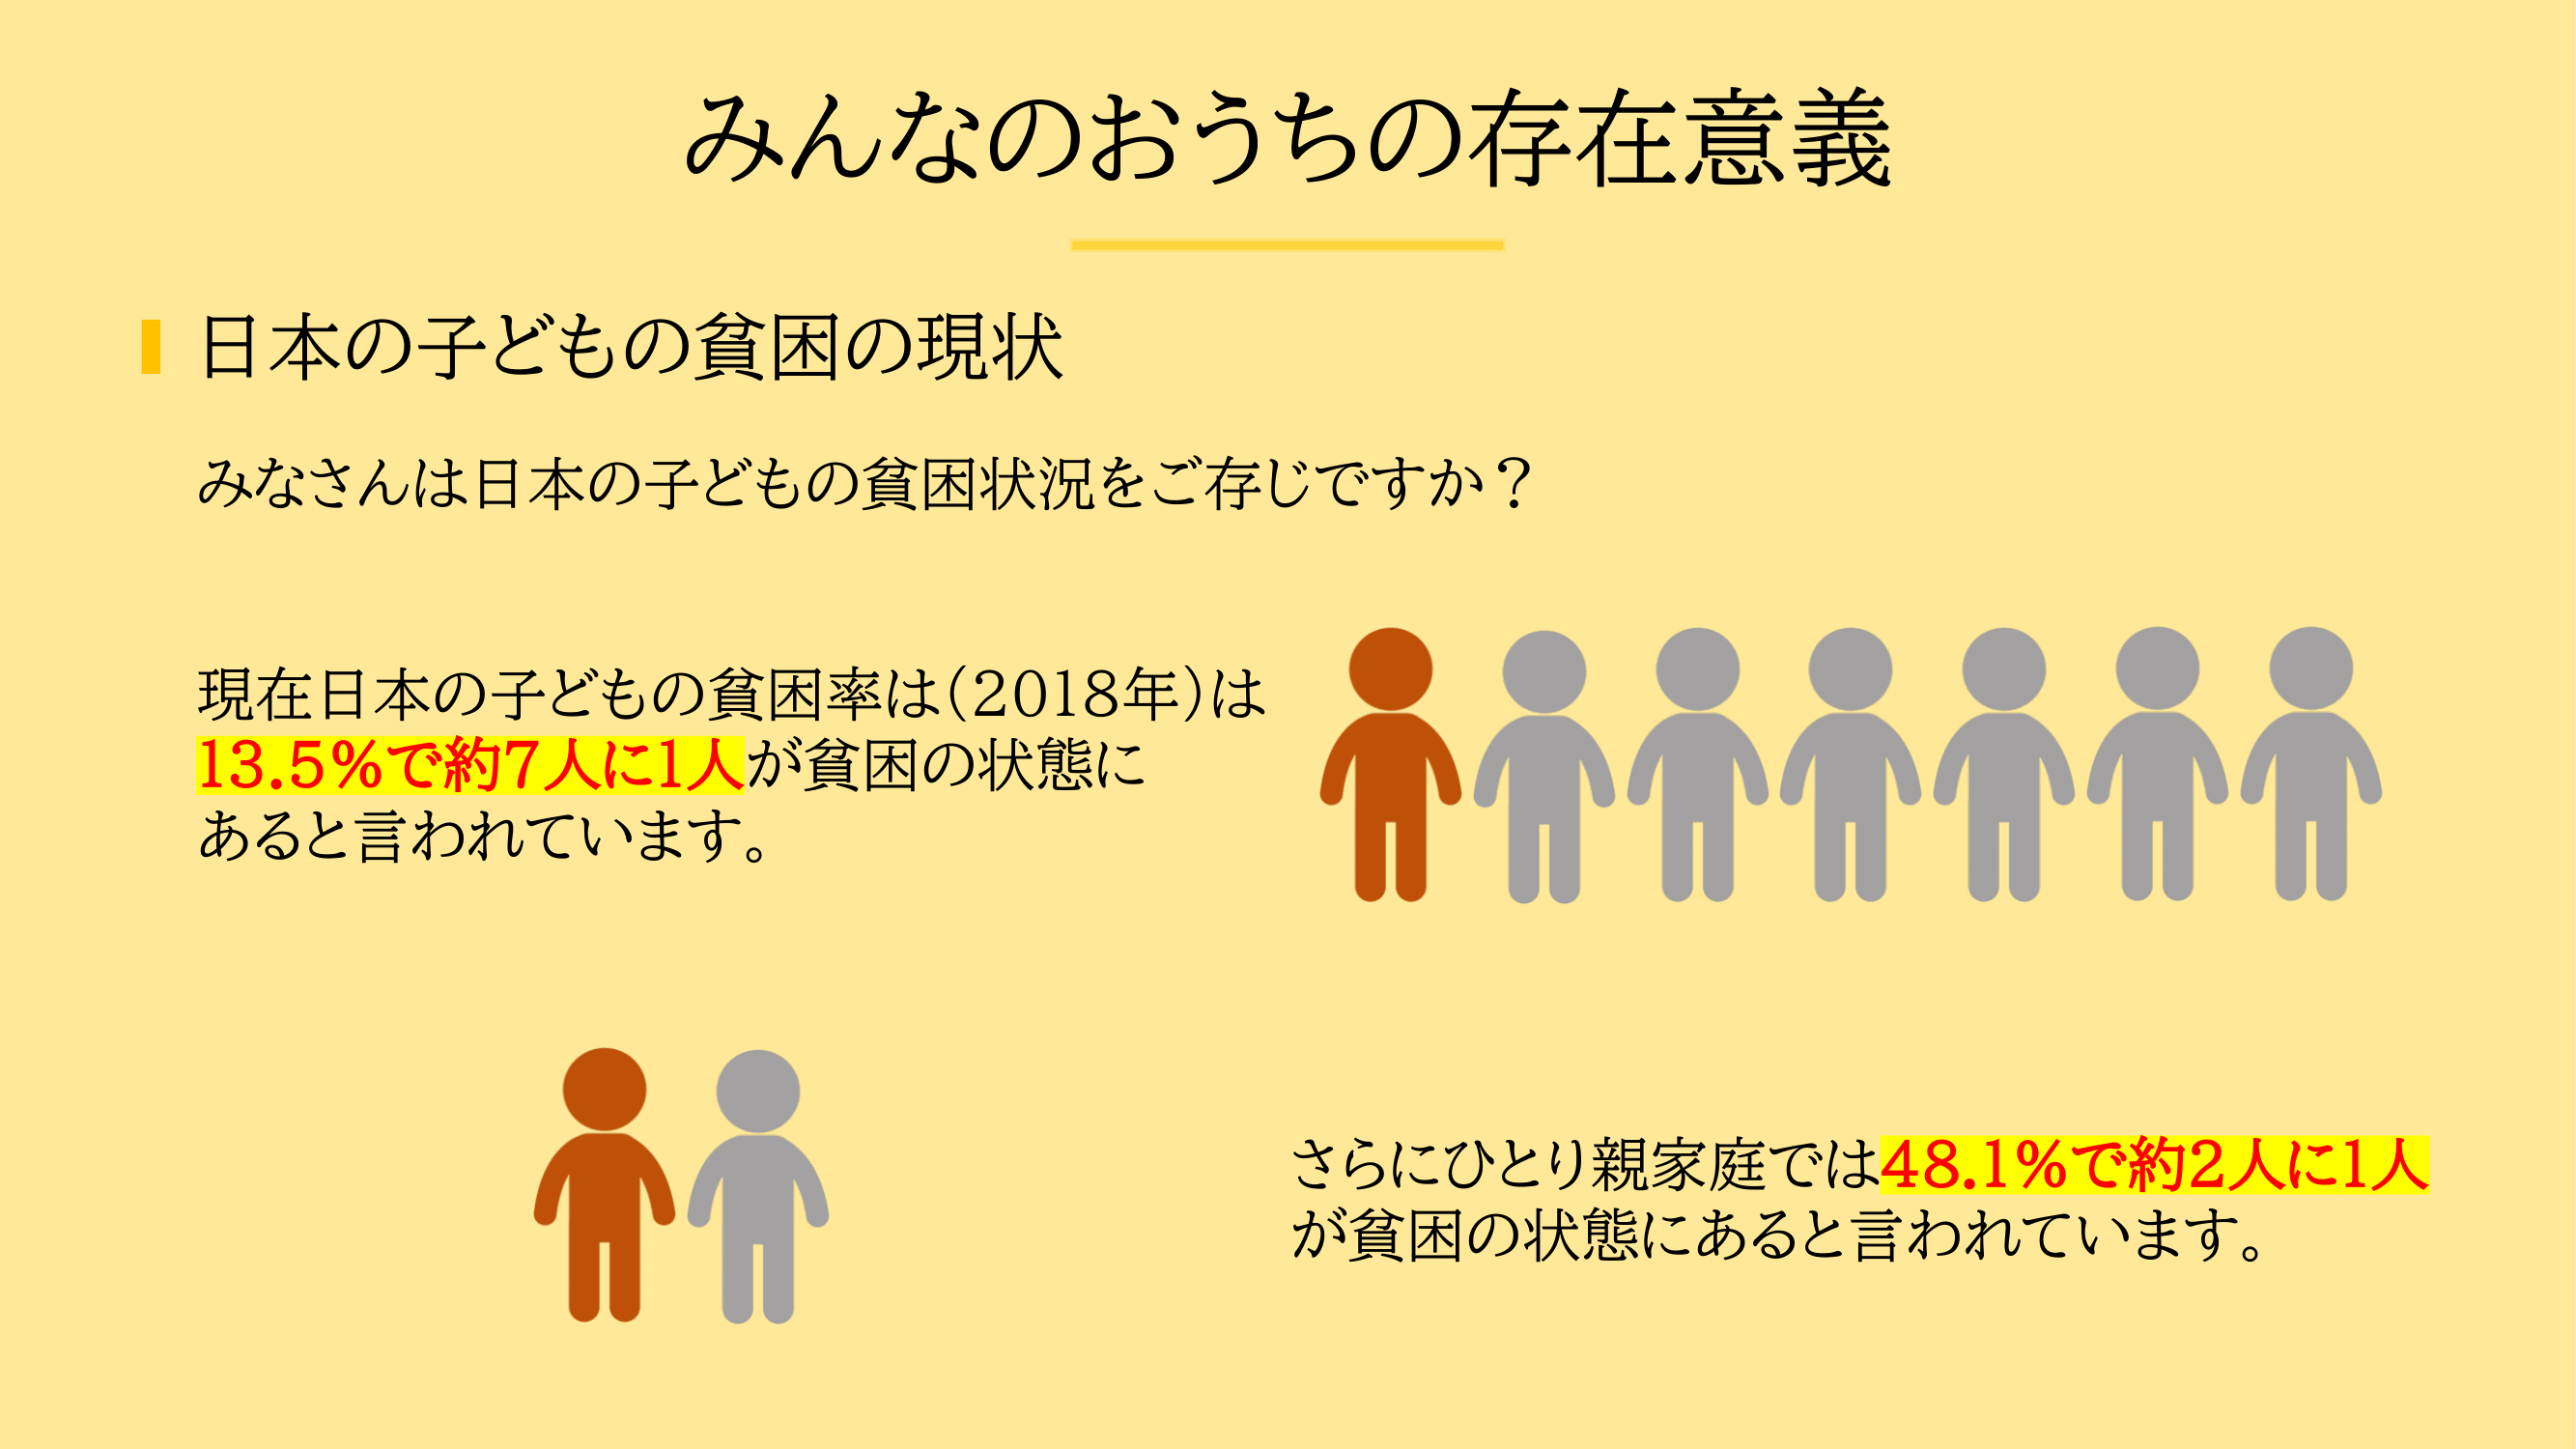 みんなのおうちの存在意義
日本の子どもの貧困の現状
みなさんは日本の子どもの貧困状況をご存じですか？
現在日本の子どもの貧困率は(2018年)は
13.5%で約7人に1人が貧困の状態に
あると言われています。
さらにひとり親家庭では48.1%で約2人に1人
が貧困の状態にあると言われています。